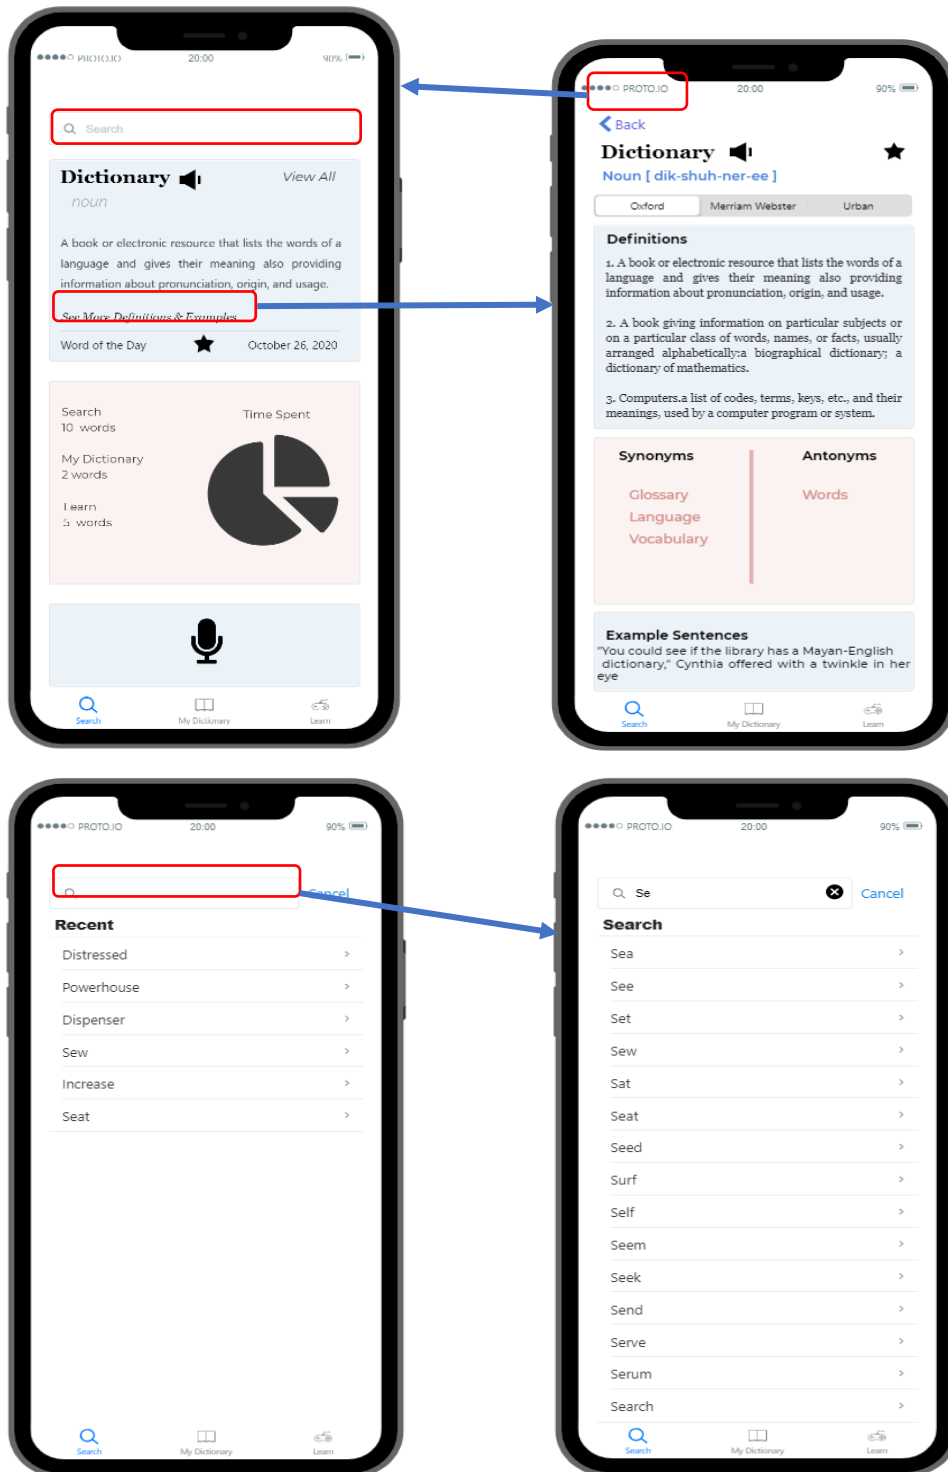 PROTO.IO 20:00 90%
Search
Dictionary View All
noun
A book or electronic resource that lists the words of a
language and gives their meaning also providing
information about pronunciation, origin, and usage.
See More Definitions & Examples
Word of the Day October 26, 2020
Search
10 words
My Dictionary
2 words
Learn
5 words
Time Spent
Search My Dictionary Learn
PROTO.IO 20:00 90%
Back
Dictionary
Noun [ dik-shuh-ner-ee ]
Oxford Merriam Webster Urban
Definitions
1. A book or electronic resource that lists the words of a
language and gives their meaning also providing
information about pronunciation, origin, and usage.
2. A book giving information on particular subjects or
on a particular class of words, names, or facts, usually
arranged alphabetically:a biographical dictionary; a
dictionary of mathematics.
3. Computers.a list of codes, terms, keys, etc., and their
meanings, used by a computer program or system.
Synonyms
Glossary
Language
Vocabulary
Antonyms
Words
Example Sentences
"You could see if the library has a Mayan-English
dictionary," Cynthia offered with a twinkle in her
eye
Search My Dictionary Learn
PROTO.IO 20:00 90%
Cancel
Recent
Distressed
Powerhouse
Dispenser
Sew
Increase
Seat
Search My Dictionary Learn
PROTO.IO 20:00 90%
Se Cancel
Search
Sea
See
Set
Sew
Sat
Seat
Seed
Surf
Self
Seem
Seek
Send
Serve
Serum
Search
Search My Dictionary Learn